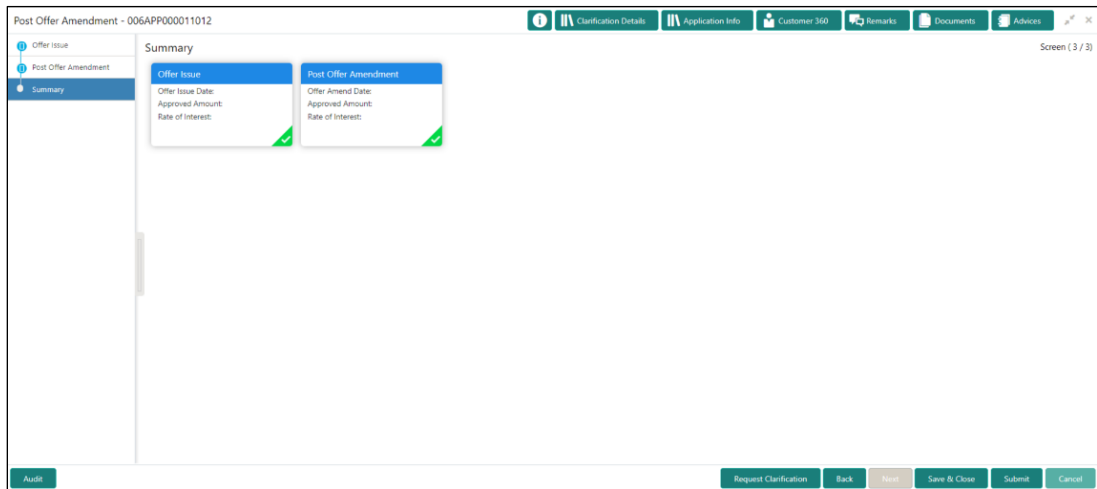 Post Offer Amendment - 006APP000011012
Clarification Details
Application Info
Customer 360
Remarks
Documents
Advices
Offer Issue
Post Offer Amendment
Summary
Summary
Screen ( 3 / 3)
Offer Issue
Offer Issue Date:
Approved Amount:
Rate of Interest:
Post Offer Amendment
Offer Amend Date:
Approved Amount:
Rate of Interest:
Audit
Request Clarification
Back
Next
Save & Close
Submit
Cancel